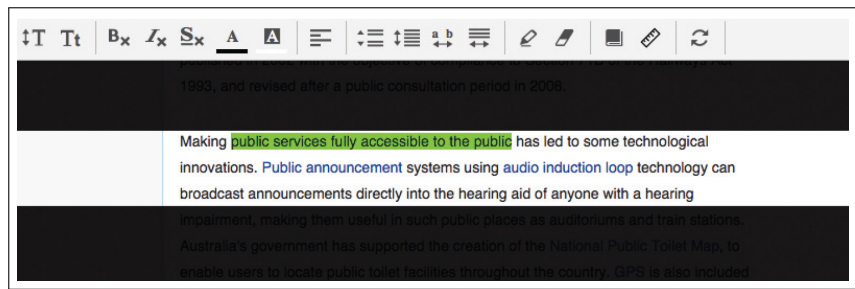 ↕T Tt B× I× S× A A a b
published in 2002 with the objective of compliance to Section 71B of the Railways Act
1993, and revised after a public consultation period in 2008.
Making public services fully accessible to the public has led to some technological
innovations. Public announcement systems using audio induction loop technology can
broadcast announcements directly into the hearing aid of anyone with a hearing
impairment, making them useful in such public places as auditoriums and train stations.
Australia's government has supported the creation of the National Public Toilet Map, to
enable users to locate public toilet facilities throughout the country. GPS is also included